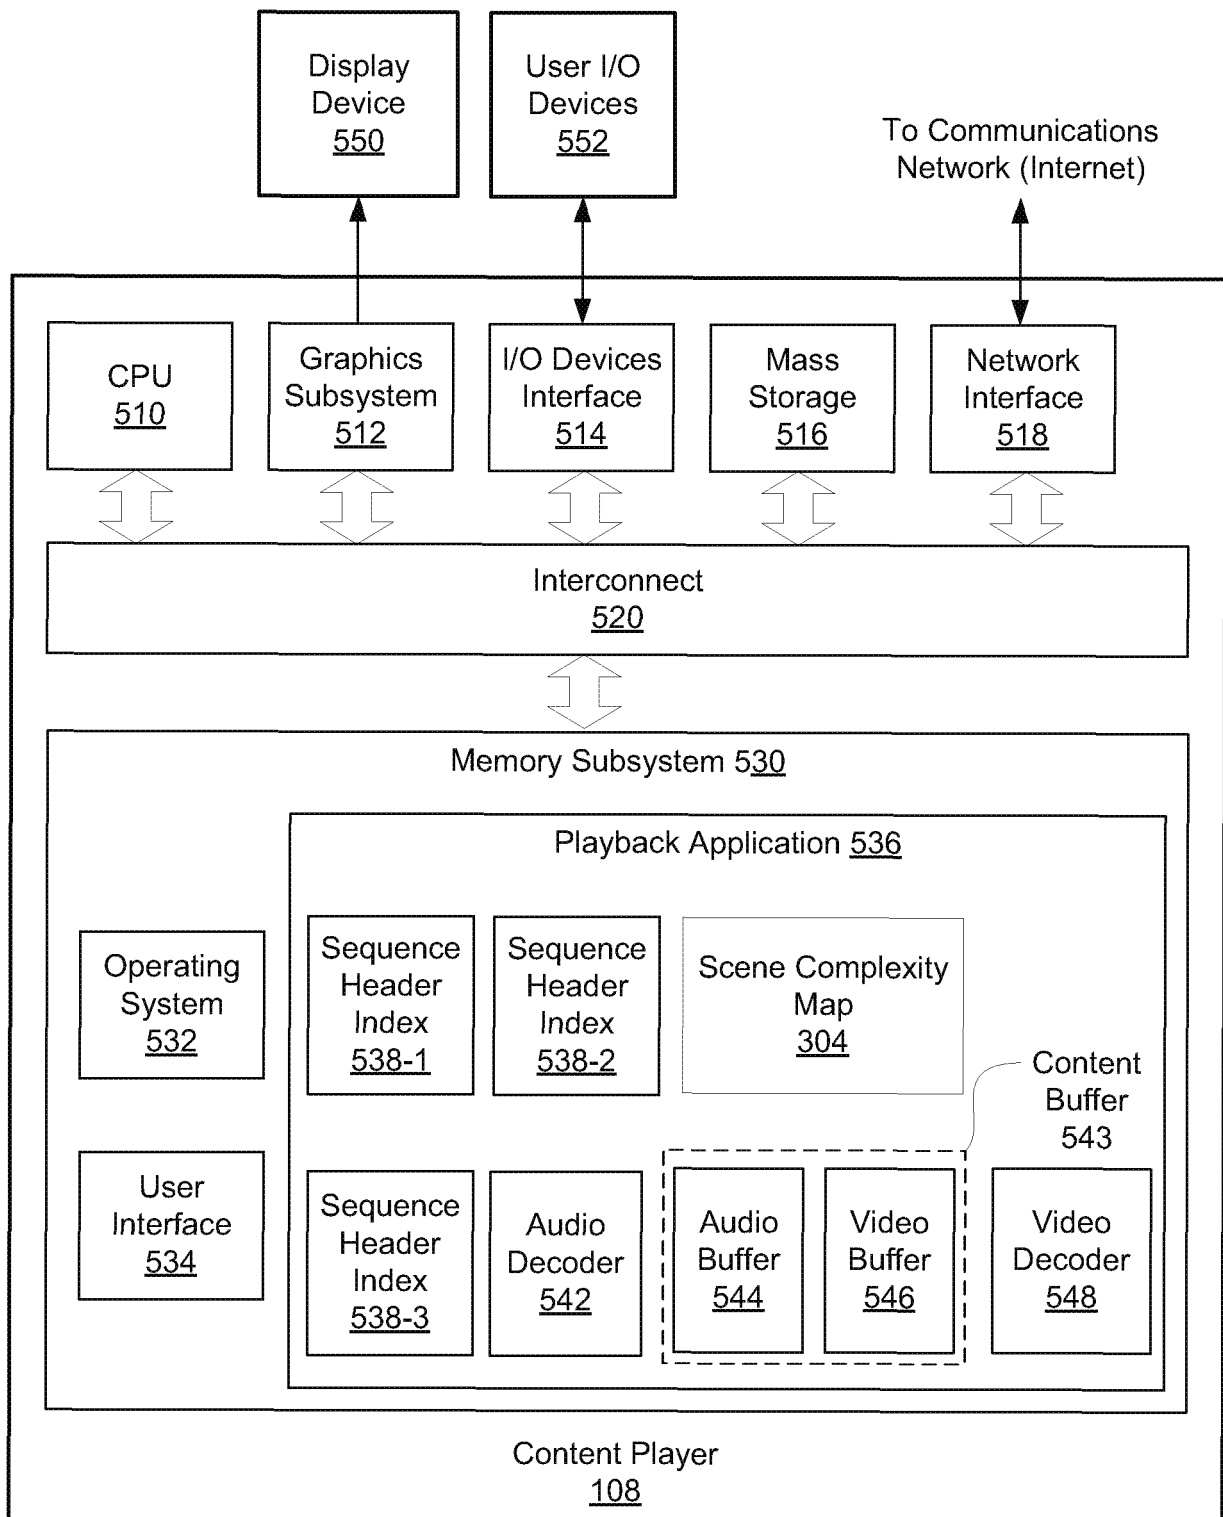 Display
Device
550
User I/O
Devices
552
To Communications
Network (Internet)
CPU
510
Graphics
Subsystem
512
I/O Devices
Interface
514
Mass
Storage
516
Network
Interface
518
Interconnect
520
Memory Subsystem 530
Playback Application 536
Operating
System
532
Sequence
Header
Index
538-1
Sequence
Header
Index
538-2
Scene Complexity
Map
304
Content
Buffer
543
User
Interface
534
Sequence
Header
Index
538-3
Audio
Decoder
542
Audio
Buffer
544
Video
Buffer
546
Video
Decoder
548
Content Player
108